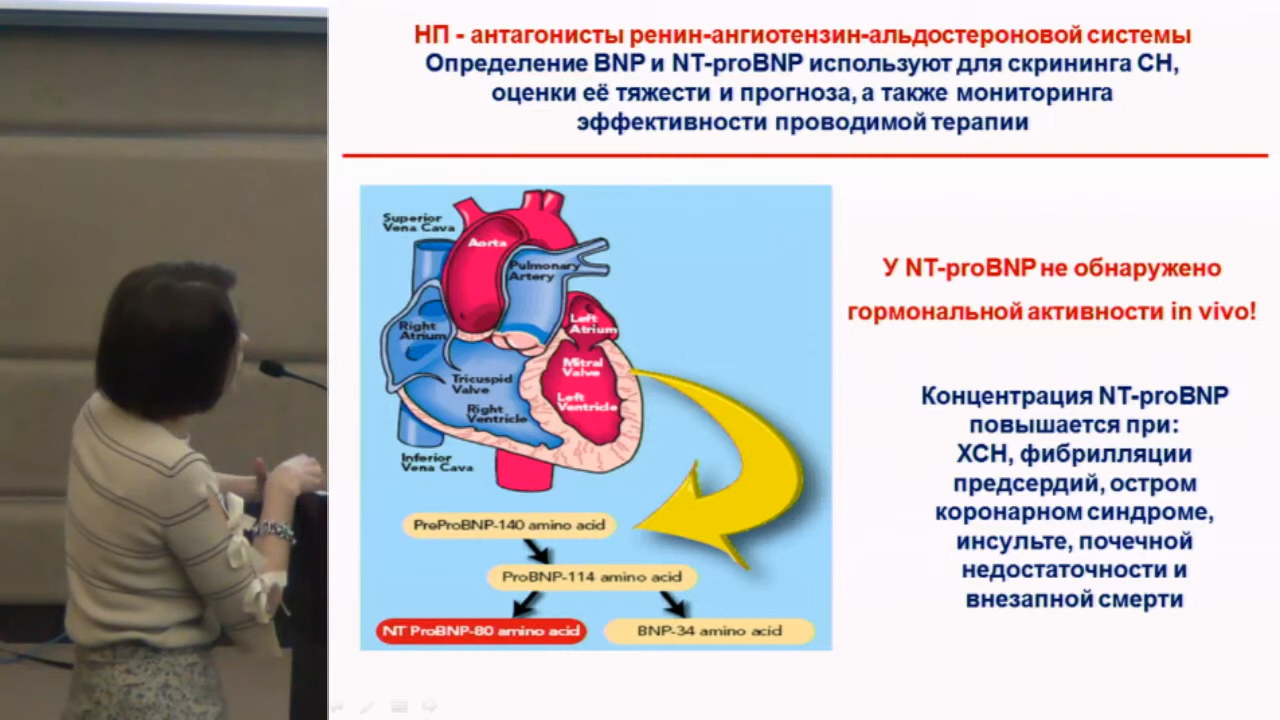 НП - антагонисты ренин-ангиотензин-альдостероновой системы
Определение BNP и NT-proBNP используют для скрининга СН,
оценки её тяжести и прогноза, а также мониторинга
эффективности проводимой терапии
Superior
Vena Cava
Aorta
Pulmonary
Artery
Left
Atrium
Right
Atrium
Mitral
Valve
Tricuspid
Valve
Left
Ventricle
Right
Ventricle
Inferior
Vena Cava
PreProBNP-140 amino acid
ProBNP-114 amino acid
NT ProBNP-80 amino acid
BNP-34 amino acid
У NT-proBNP не обнаружено
гормональной активности in vivo!
Концентрация NT-proBNP
повышается при:
ХСН, фибрилляции
предсердий, остром
коронарном синдроме,
инсульте, почечной
недостаточности и
внезапной смерти